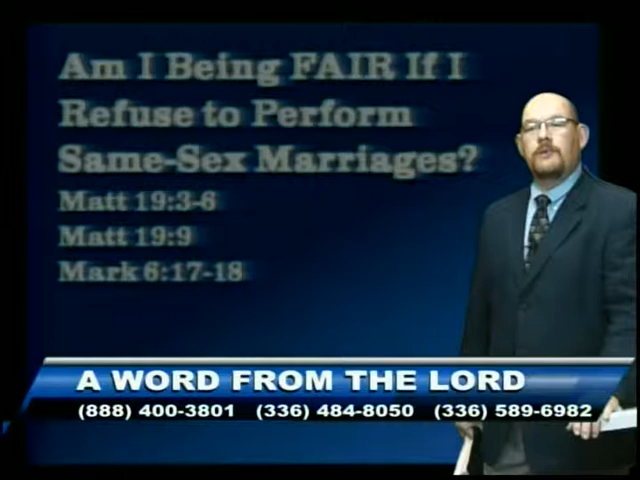 Am I Being FAIR If I
Refuse to Perform
Same-Sex Marriages?
Matt 19:3-6
Matt 19:9
Mark 6:17-18
A WORD FROM THE LORD
(888) 400-3801 (336) 484-8050 (336) 589-6982